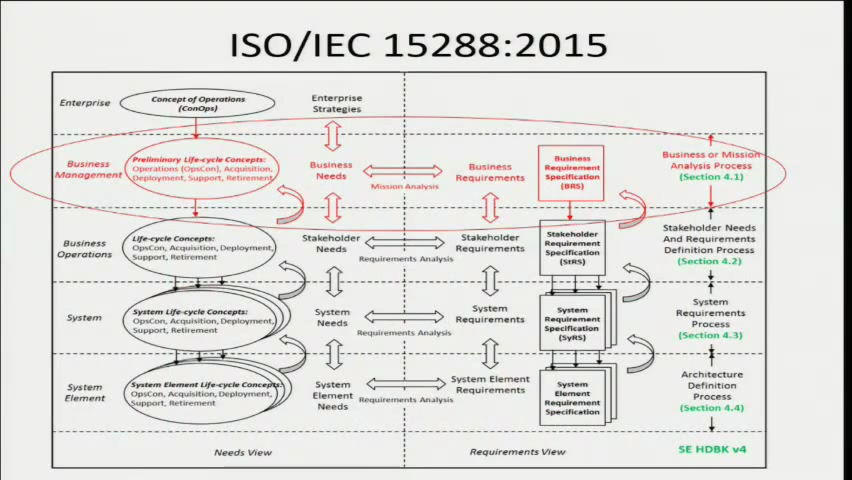 ISO/IEC 15288:2015
Enterprise
Concept of Operations
(ConOps)
Enterprise
Strategies
Business
Management
Preliminary Life-cycle Concepts:
Operations (OpsCon), Acquisition,
Deployment, Support, Retirement
Business
Needs
Mission Analysis
Business
Requirements
Business
Requirement
Specification
(BRS)
Business or Mission
Analysis Process
(Section 4.1)
Business
Operations
Life-cycle Concepts:
OpsCon, Acquisition, Deployment,
Support, Retirement
Stakeholder
Needs
Requirements Analysis
Stakeholder
Requirements
Stakeholder
Requirement
Specification
(StRS)
Stakeholder Needs
And Requirements
Definition Process
(Section 4.2)
System
System Life-cycle Concepts:
OpsCon, Acquisition, Deployment,
Support, Retirement
System
Needs
Requirements Analysis
System
Requirements
System
Requirement
Specification
(SyRS)
System
Requirements
Process
(Section 4.3)
System
Element
System Element Life-cycle Concepts:
OpsCon, Acquisition, Deployment,
Support, Retirement
System
Element
Needs
Requirements Analysis
System Element
Requirements
System
Element
Requirement
Specification
Architecture
Definition
Process
(Section 4.4)
Needs View
Requirements View
SE HDBK v4